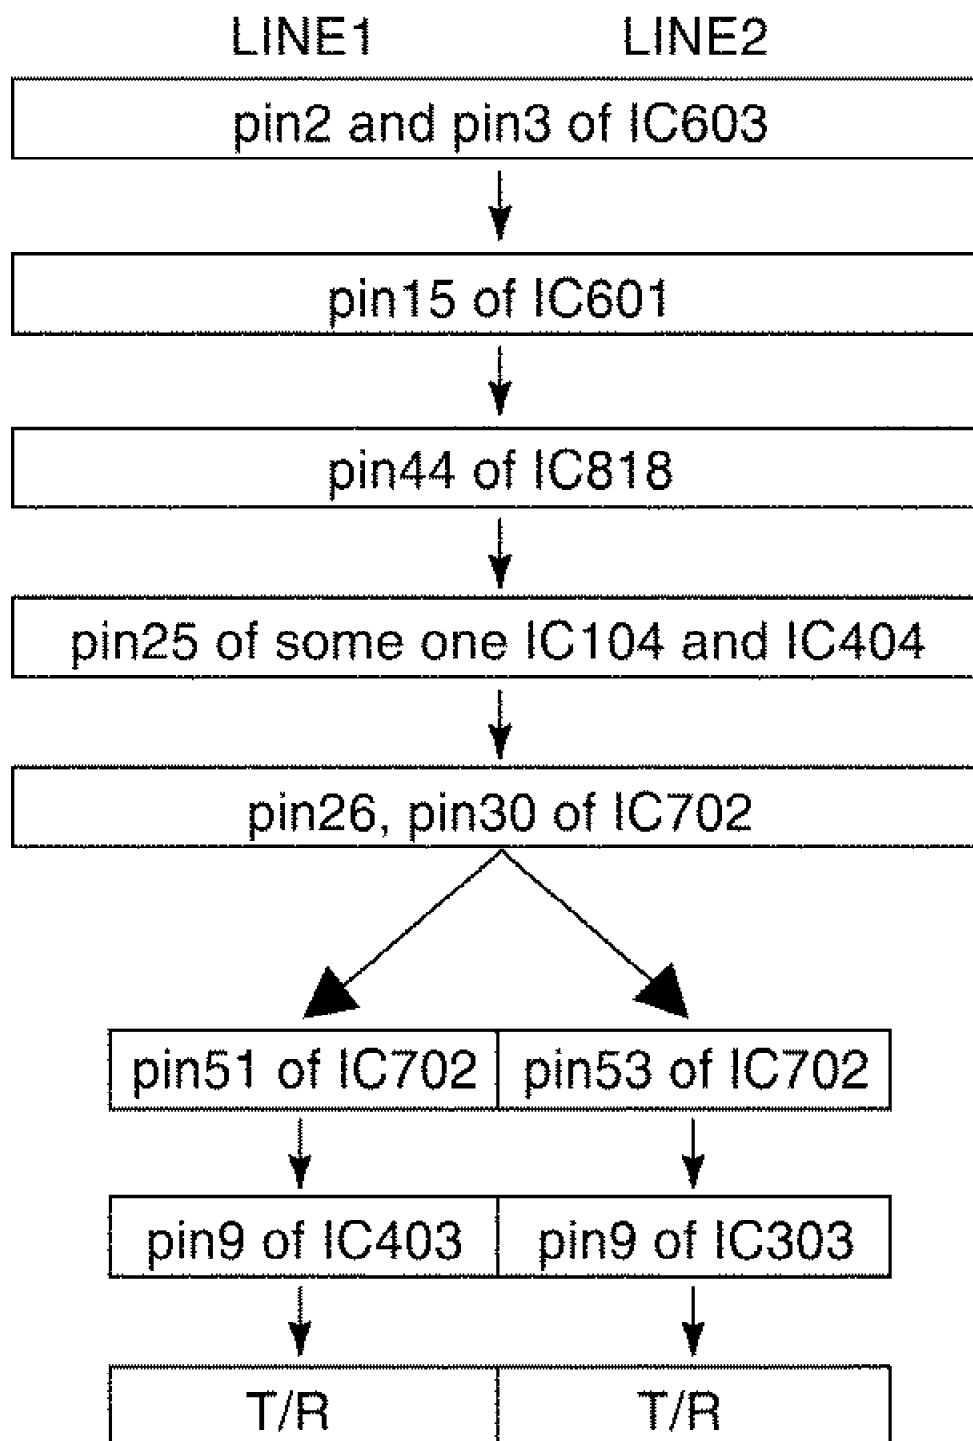 LINE1 LINE2
pin2 and pin3 of IC603
pin15 of IC601
pin44 of IC818
pin25 of some one IC104 and IC404
pin26, pin30 of IC702
pin51 of IC702 pin53 of IC702
pin9 of IC403 pin9 of IC303
T/R T/R